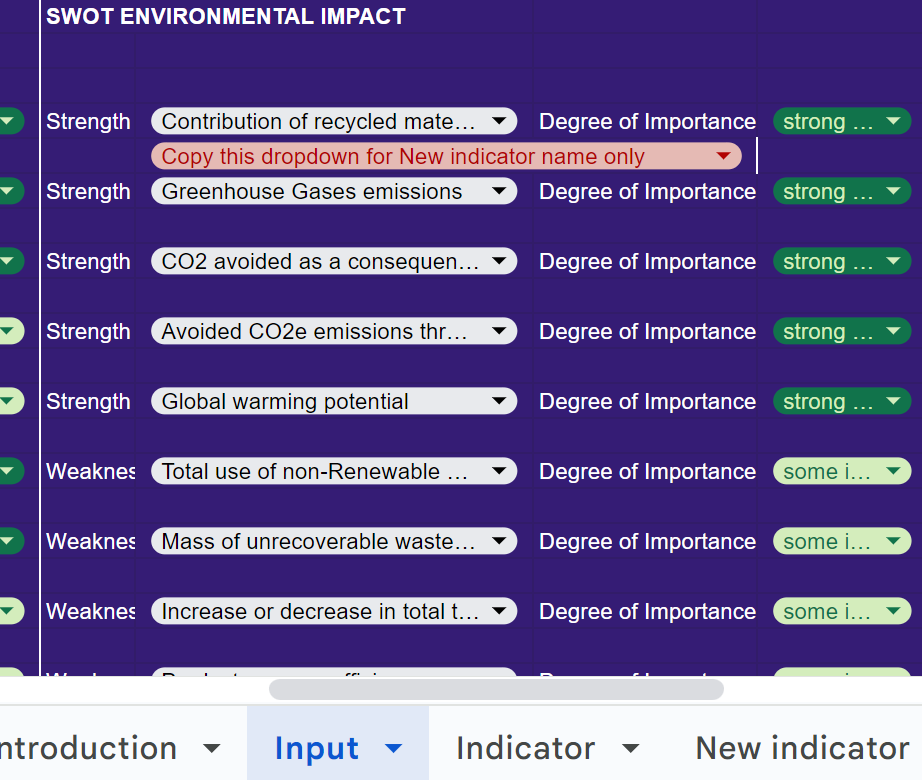 SWOT ENVIRONMENTAL IMPACT
Strength Contribution of recycled mate... Degree of Importance strong ...
Copy this dropdown for New indicator name only
Strength Greenhouse Gases emissions Degree of Importance strong ...
Strength CO2 avoided as a consequen... Degree of Importance strong ...
Strength Avoided CO2e emissions thr... Degree of Importance strong ...
Strength Global warming potential Degree of Importance strong ...
Weaknes Total use of non-Renewable ... Degree of Importance some i...
Weaknes Mass of unrecoverable waste... Degree of Importance some i...
Weaknes Increase or decrease in total t... Degree of Importance some i...
ntroduction Input Indicator New indicator